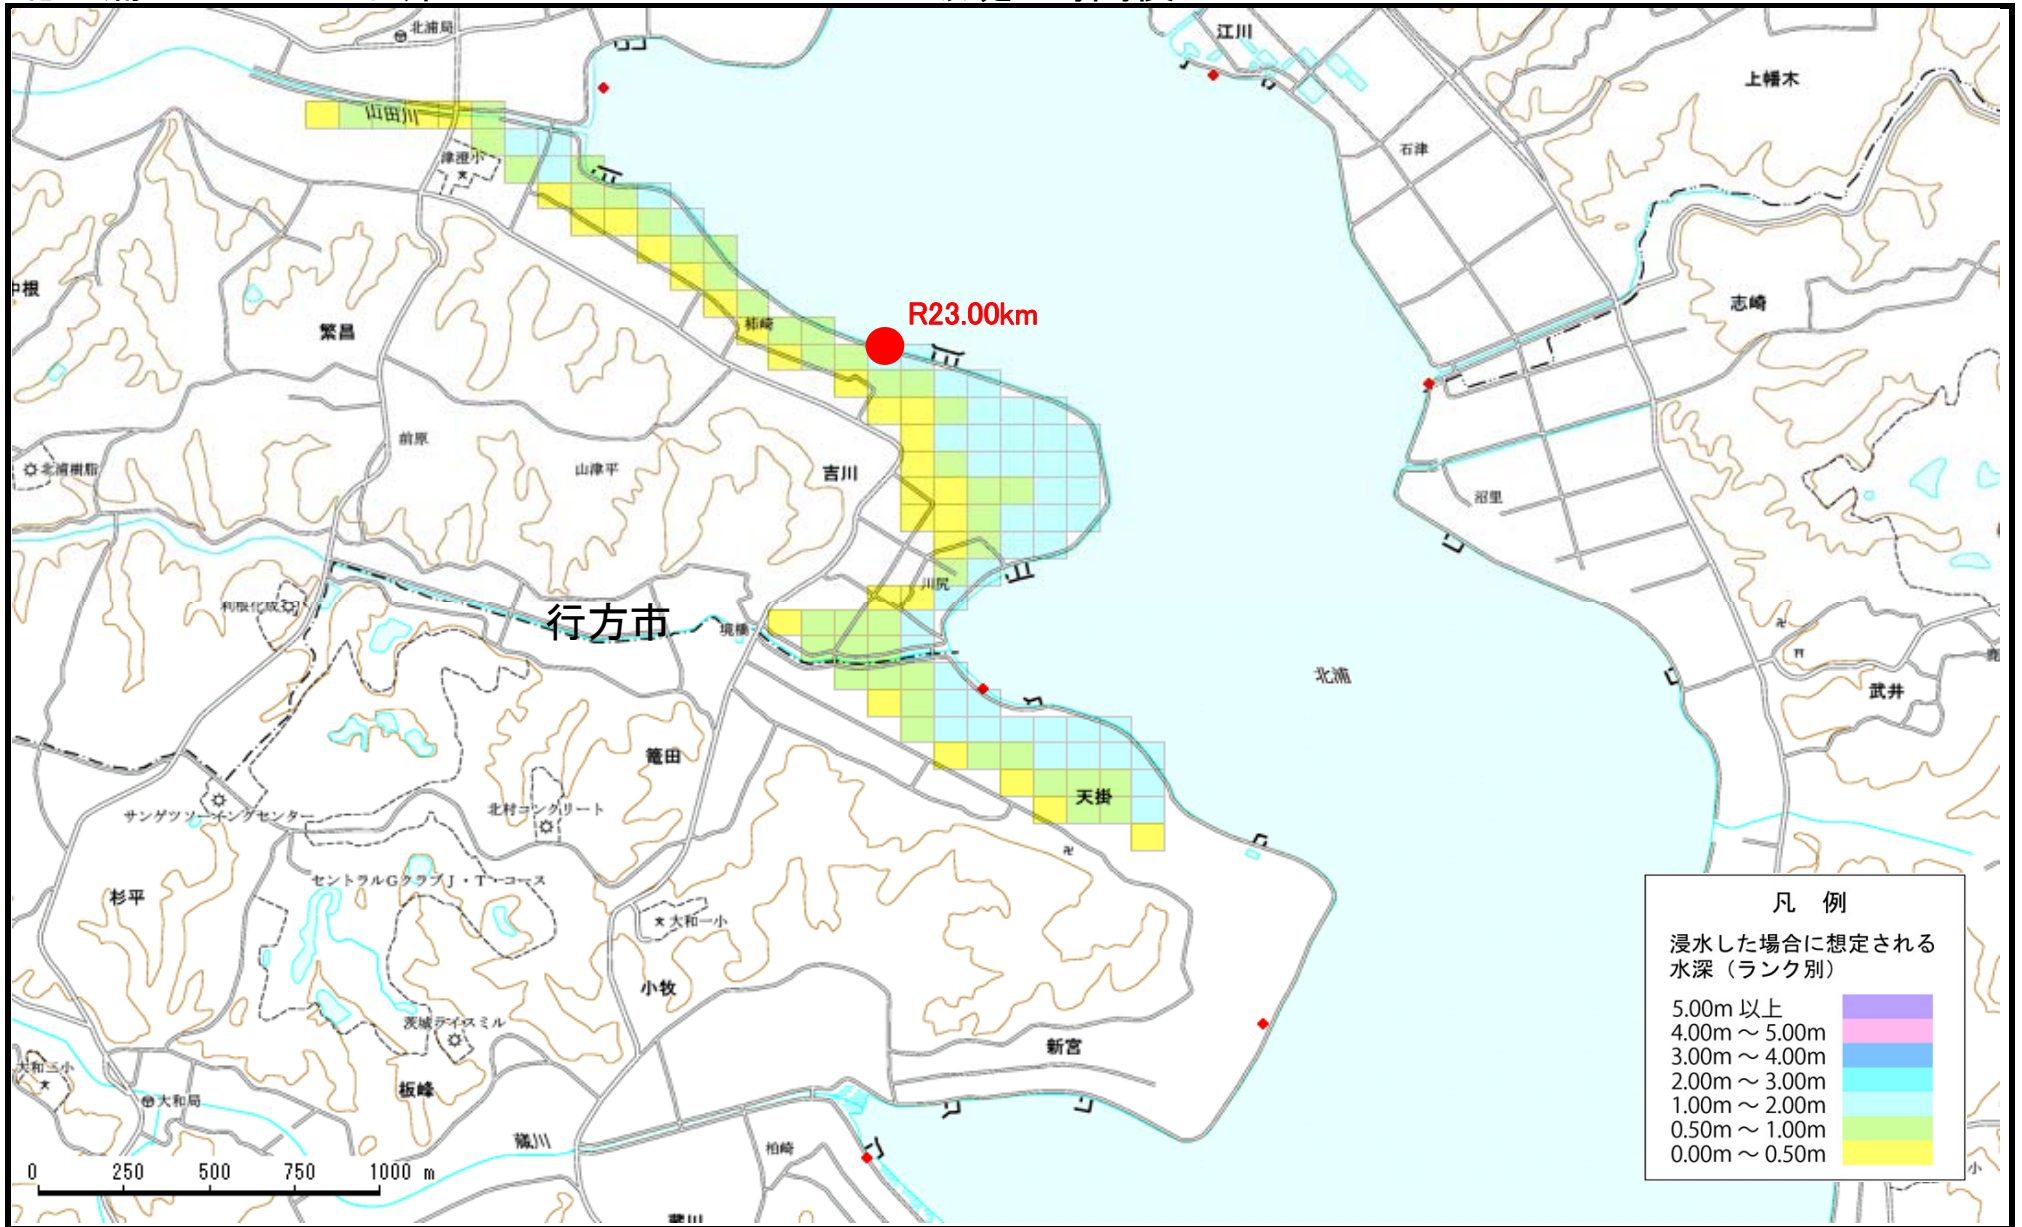 北浦局
江川
上幡木
山田川
石津
津澄小
中根
志崎
R23.00km
柿崎
繁昌
前原
北浦樹脂
山津平
吉川
沼里
川尻
利根化成
行方市
境橋
北浦
武井
篭田
天掛
北村コンクリート
サンゲツソーイングセンター
セントラルGクラブJ・T・コース
杉平
大和一小
小牧
茨城ライスミル
新宮
大和三小
板峰
大和局
蔵川
柏崎
小
蔵川
0 250 500 750 1000 m
凡 例
浸水した場合に想定される
水深（ランク別）
5.00m 以上
4.00m ～ 5.00m
3.00m ～ 4.00m
2.00m ～ 3.00m
1.00m ～ 2.00m
0.50m ～ 1.00m
0.00m ～ 0.50m